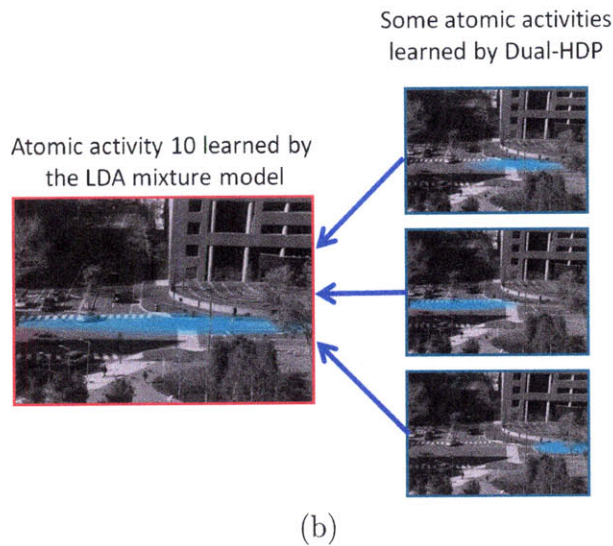 Some atomic activities
learned by Dual-HDP
Atomic activity 10 learned by
the LDA mixture model
(b)